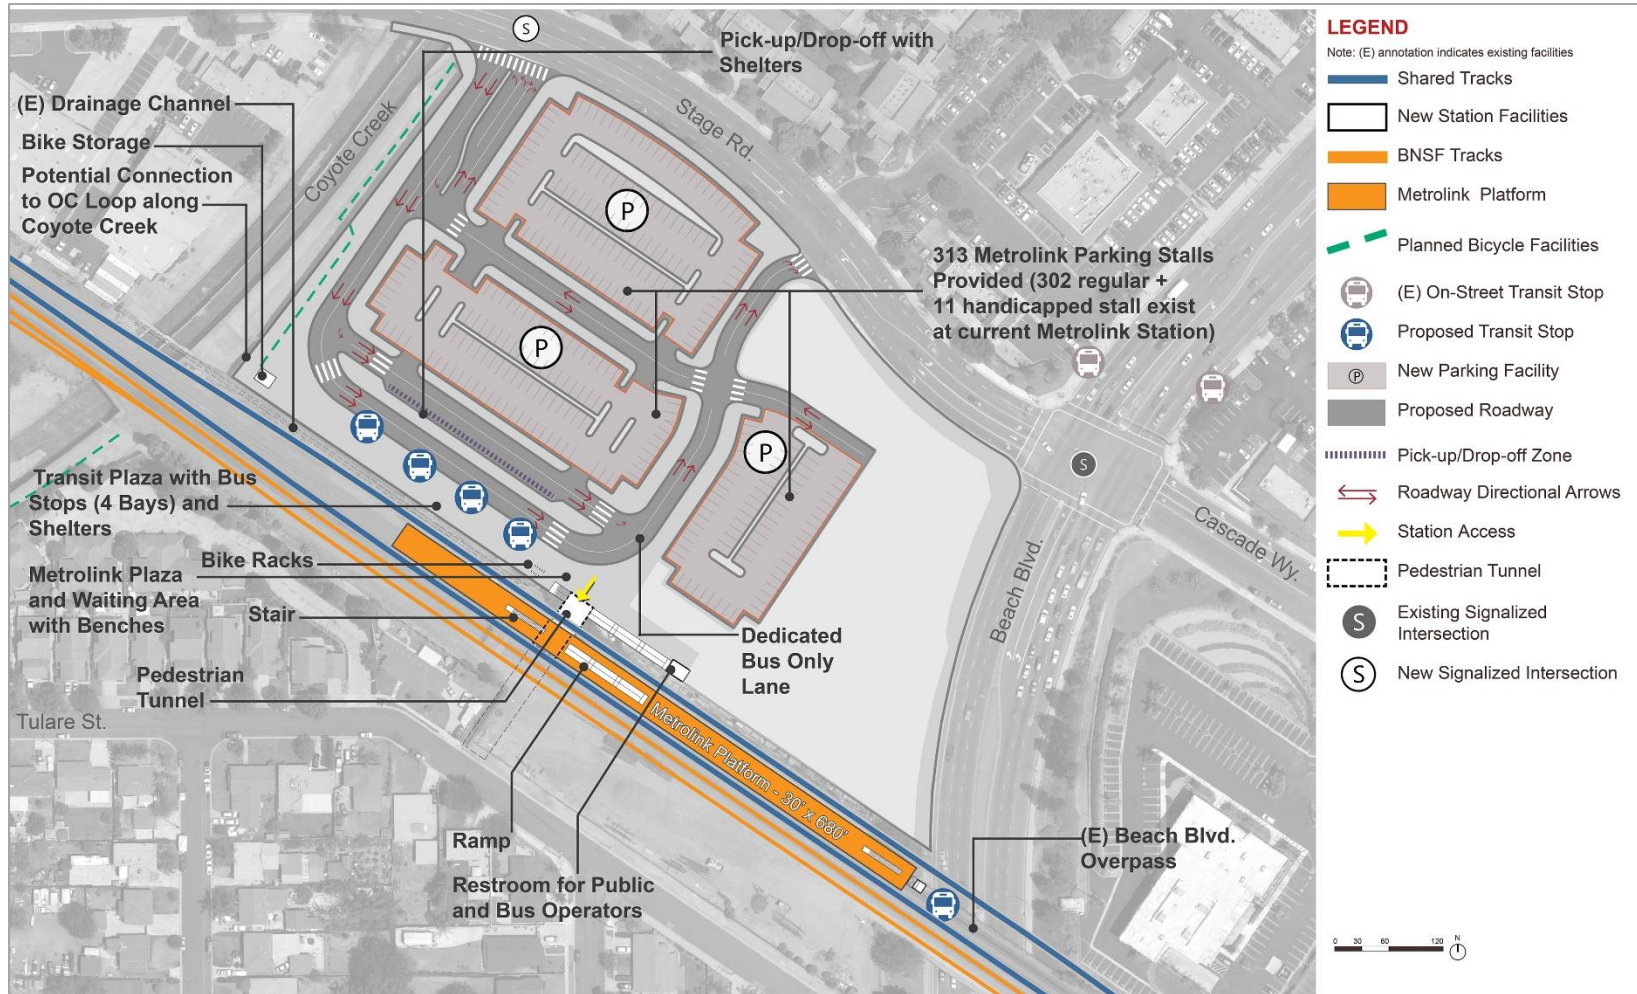 S
Pick-up/Drop-off with
Shelters
(E) Drainage Channel
Bike Storage
Potential Connection
to OC Loop along
Coyote Creek
Coyote Creek
Stage Rd.
P
313 Metrolink Parking Stalls
Provided (302 regular +
11 handicapped stall exist
at current Metrolink Station)
P
P
S
Transit Plaza with Bus
Stops (4 Bays) and
Shelters
Bike Racks
Metrolink Plaza
and Waiting Area
with Benches
Stair
Pedestrian
Tunnel
Tulare St.
Dedicated
Bus Only
Lane
Beach Blvd.
Cascade Wy.
Metrolink Platform - 30' x 680'
Ramp
Restroom for Public
and Bus Operators
(E) Beach Blvd.
Overpass
LEGEND
Note: (E) annotation indicates existing facilities
Shared Tracks
New Station Facilities
BNSF Tracks
Metrolink Platform
Planned Bicycle Facilities
(E) On-Street Transit Stop
Proposed Transit Stop
P New Parking Facility
Proposed Roadway
Pick-up/Drop-off Zone
Roadway Directional Arrows
Station Access
Pedestrian Tunnel
S Existing Signalized
Intersection
S New Signalized Intersection
0 30 60 120 N